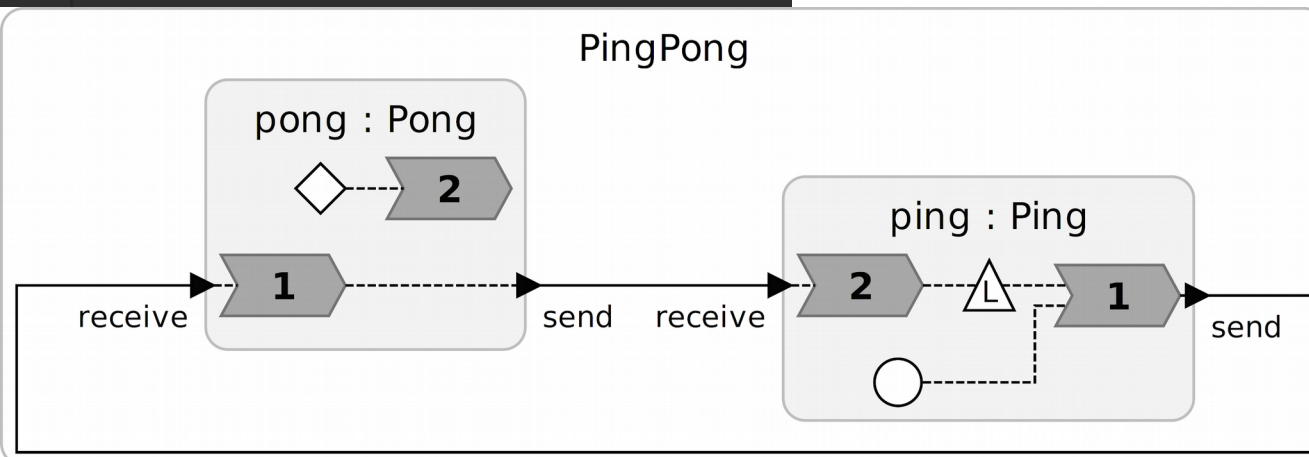 PingPong
pong : Pong
2
1
receive
send
ping : Ping
2
L
1
receive
send